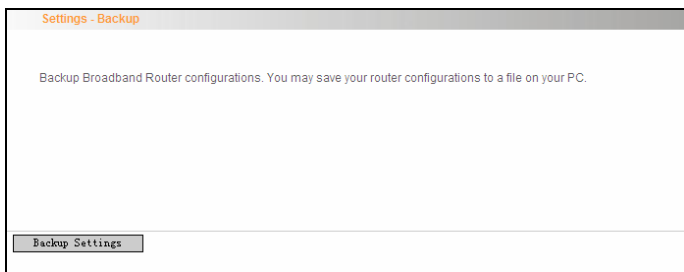 Settings - Backup
Backup Broadband Router configurations. You may save your router configurations to a file on your PC.
Backup Settings